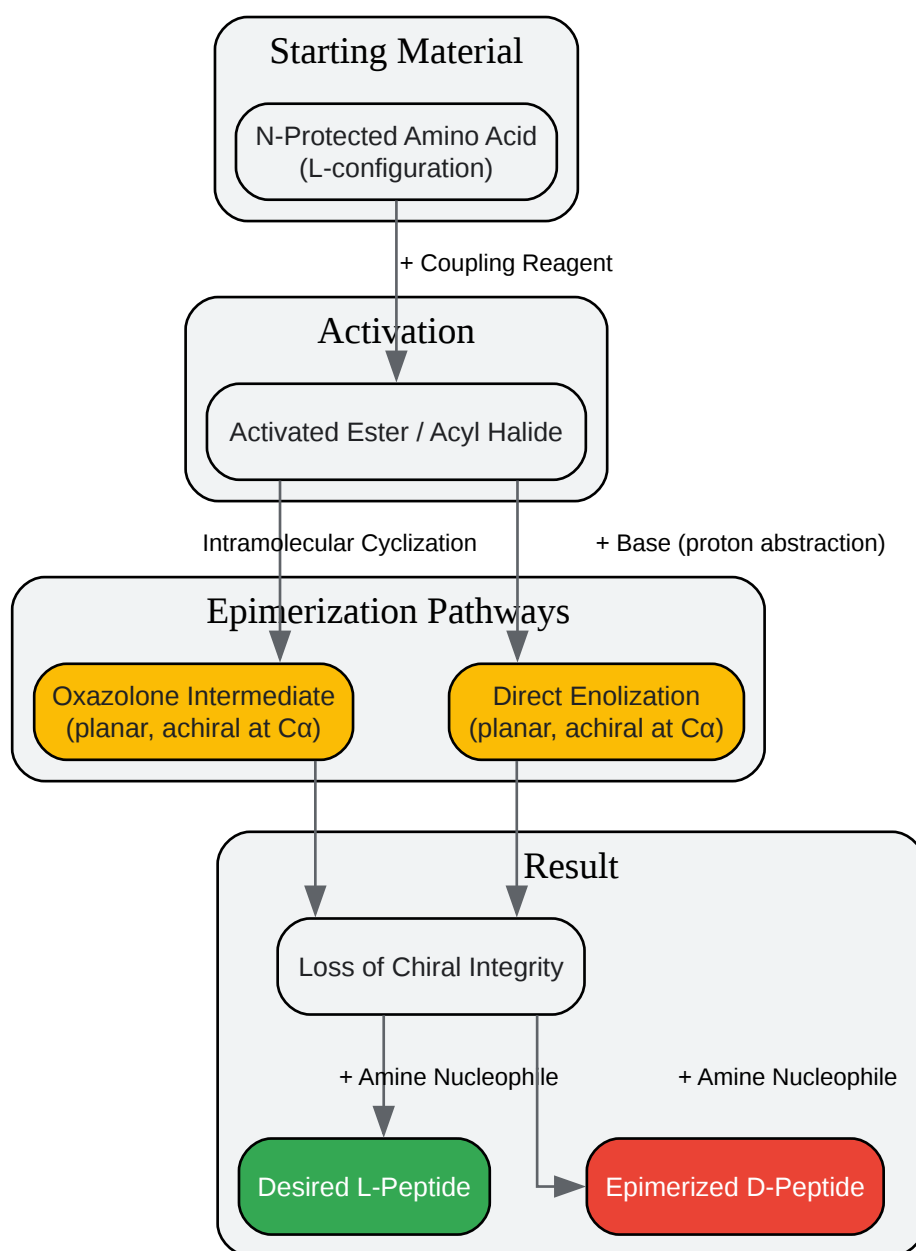 Starting Material
N-Protected Amino Acid
(L-configuration)
+ Coupling Reagent
Activation
Activated Ester / Acyl Halide
Intramolecular Cyclization
+ Base (proton abstraction)
Epimerization Pathways
Oxazolone Intermediate
(planar, achiral at Cα)
Direct Enolization
(planar, achiral at Cα)
Result
Loss of Chiral Integrity
+ Amine Nucleophile
+ Amine Nucleophile
Desired L-Peptide
Epimerized D-Peptide